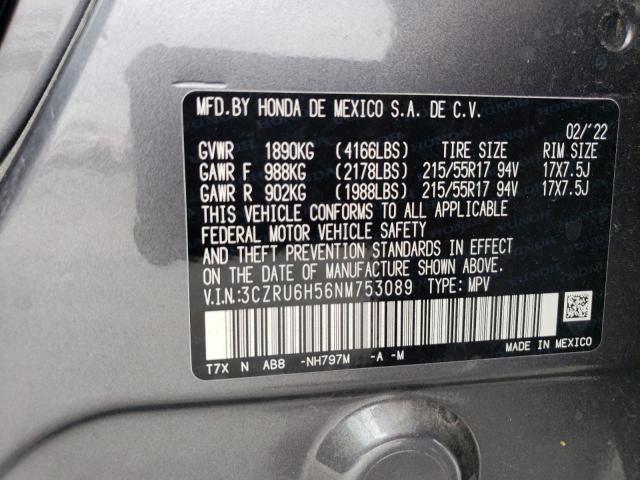 MFD.BY HONDA DE MEXICO S.A. DE C.V.
02/'22
GVWR 1890KG (4166LBS) TIRE SIZE RIM SIZE
GAWR F 988KG (2178LBS) 215/55R17 94V 17X7.5J
GAWR R 902KG (1988LBS) 215/55R17 94V 17X7.5J
THIS VEHICLE CONFORMS TO ALL APPLICABLE
FEDERAL MOTOR VEHICLE SAFETY
AND THEFT PREVENTION STANDARDS IN EFFECT
ON THE DATE OF MANUFACTURE SHOWN ABOVE.
V.I.N.:3CZRU6H56NM753089 TYPE: MPV
T7X N AB8 -NH797M -A -M MADE IN MEXICO